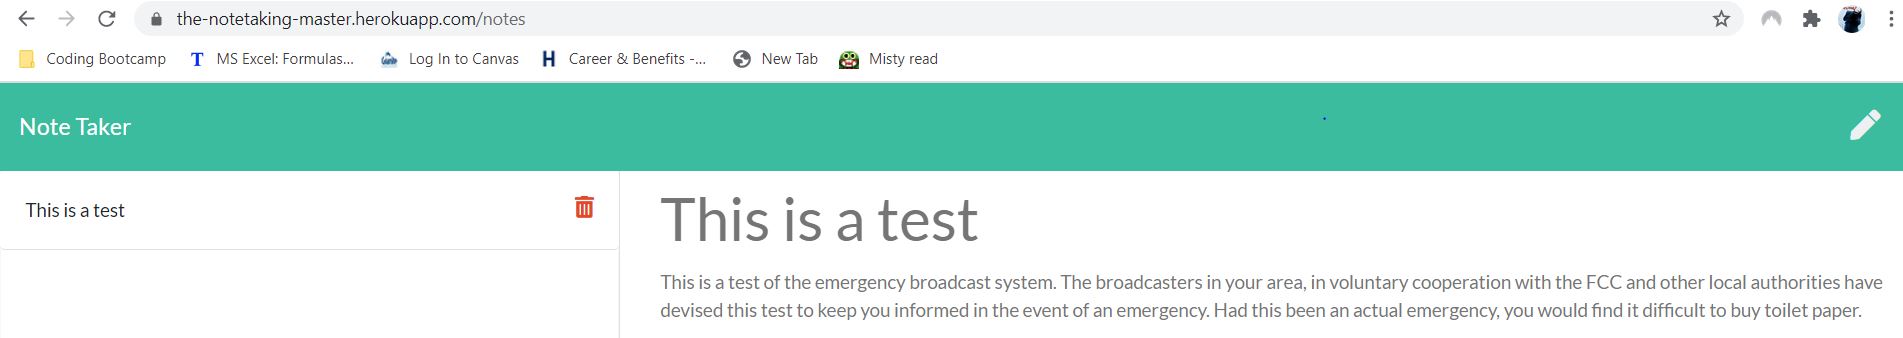 the-notetaking-master.herokuapp.com/notes
Coding Bootcamp T MS Excel: Formulas... Log In to Canvas H Career & Benefits -... New Tab Misty read
Note Taker
This is a test
This is a test
This is a test of the emergency broadcast system. The broadcasters in your area, in voluntary cooperation with the FCC and other local authorities have
devised this test to keep you informed in the event of an emergency. Had this been an actual emergency, you would find it difficult to buy toilet paper.